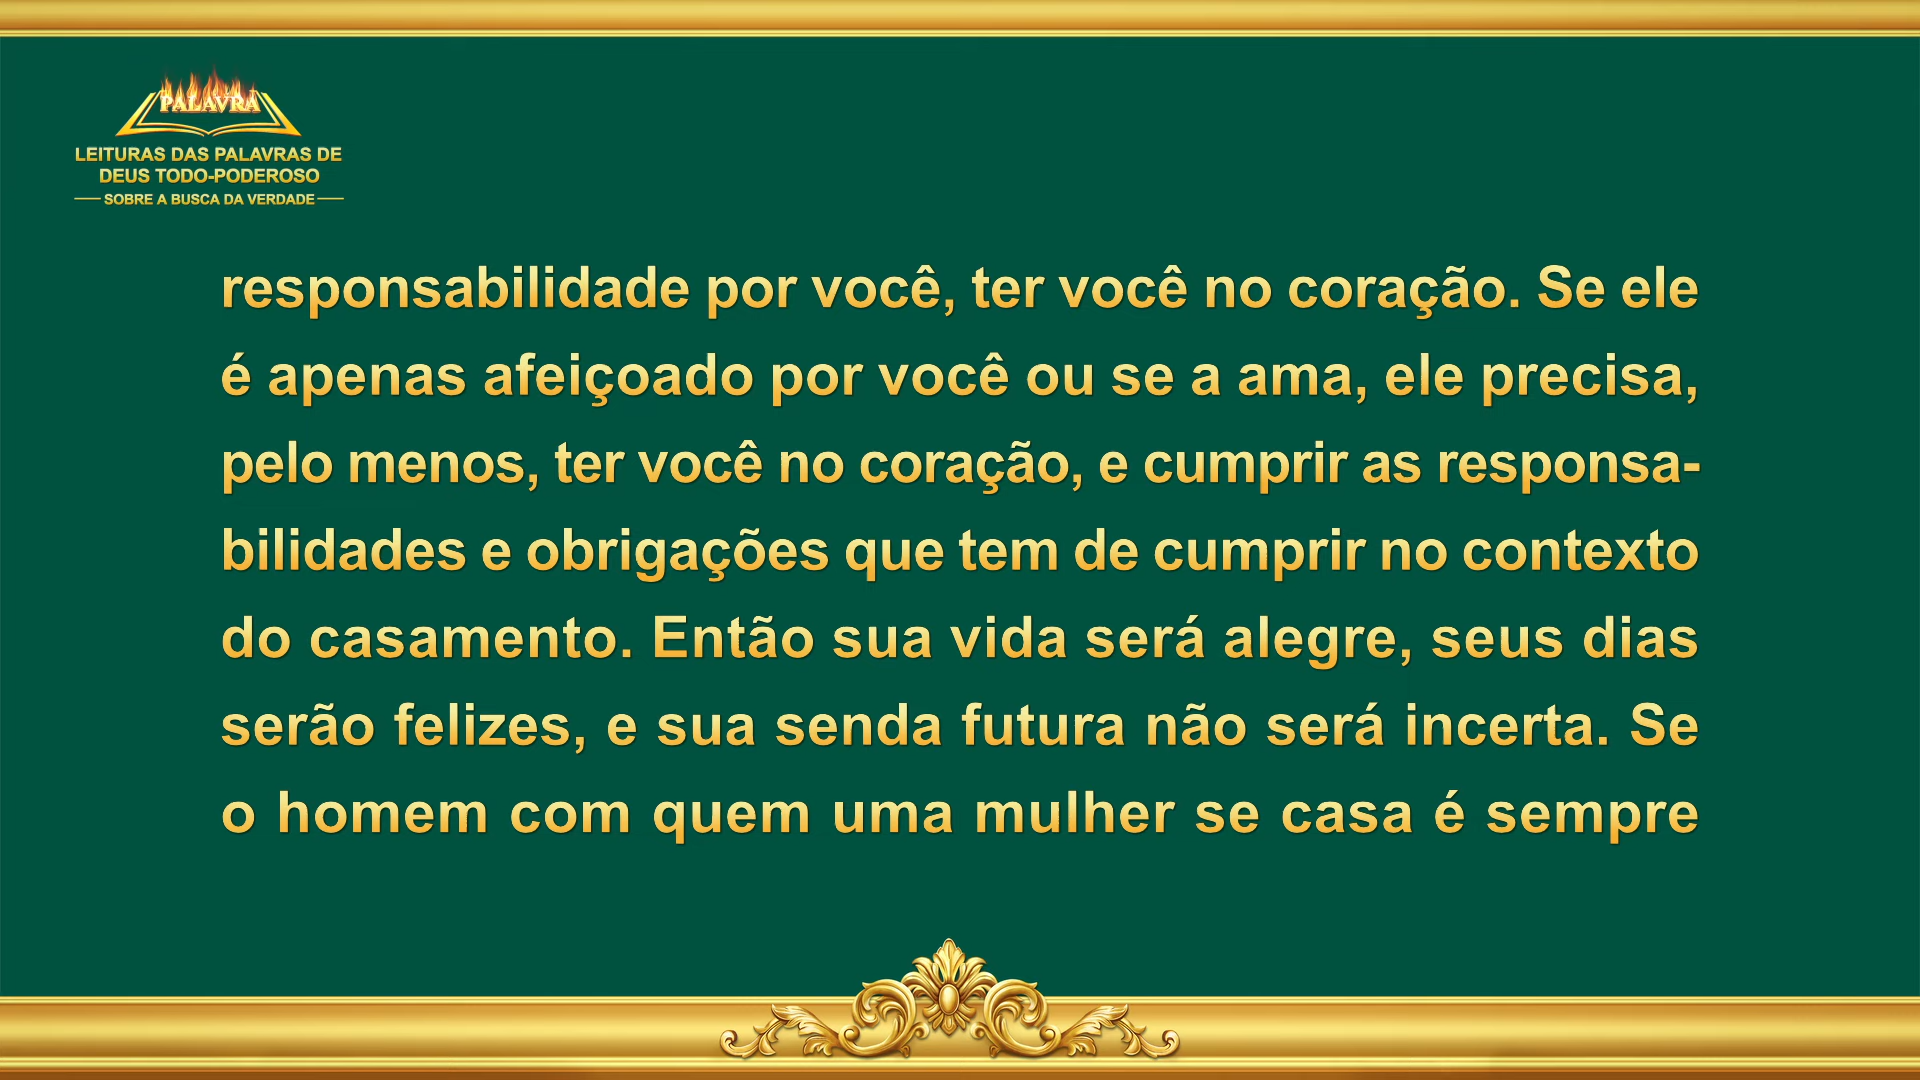 PALAVRA
LEITURAS DAS PALAVRAS DE
DEUS TODO-PODEROSO
SOBRE A BUSCA DA VERDADE
responsabilidade por você, ter você no coração. Se ele
é apenas afeiçoado por você ou se a ama, ele precisa,
pelo menos, ter você no coração, e cumprir as responsa-
bilidades e obrigações que tem de cumprir no contexto
do casamento. Então sua vida será alegre, seus dias
serão felizes, e sua senda futura não será incerta. Se
o homem com quem uma mulher se casa é sempre